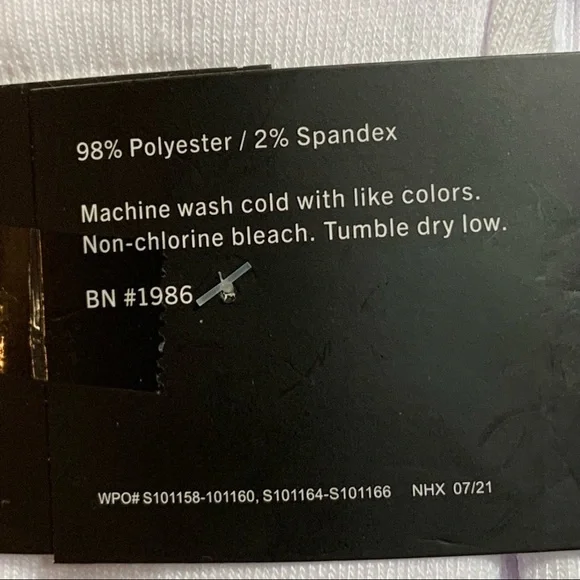 98% Polyester / 2% Spandex
Machine wash cold with like colors.
Non-chlorine bleach. Tumble dry low.
BN #1986
WPO# S101158-101160, S101164-S101166 NHX 07/21